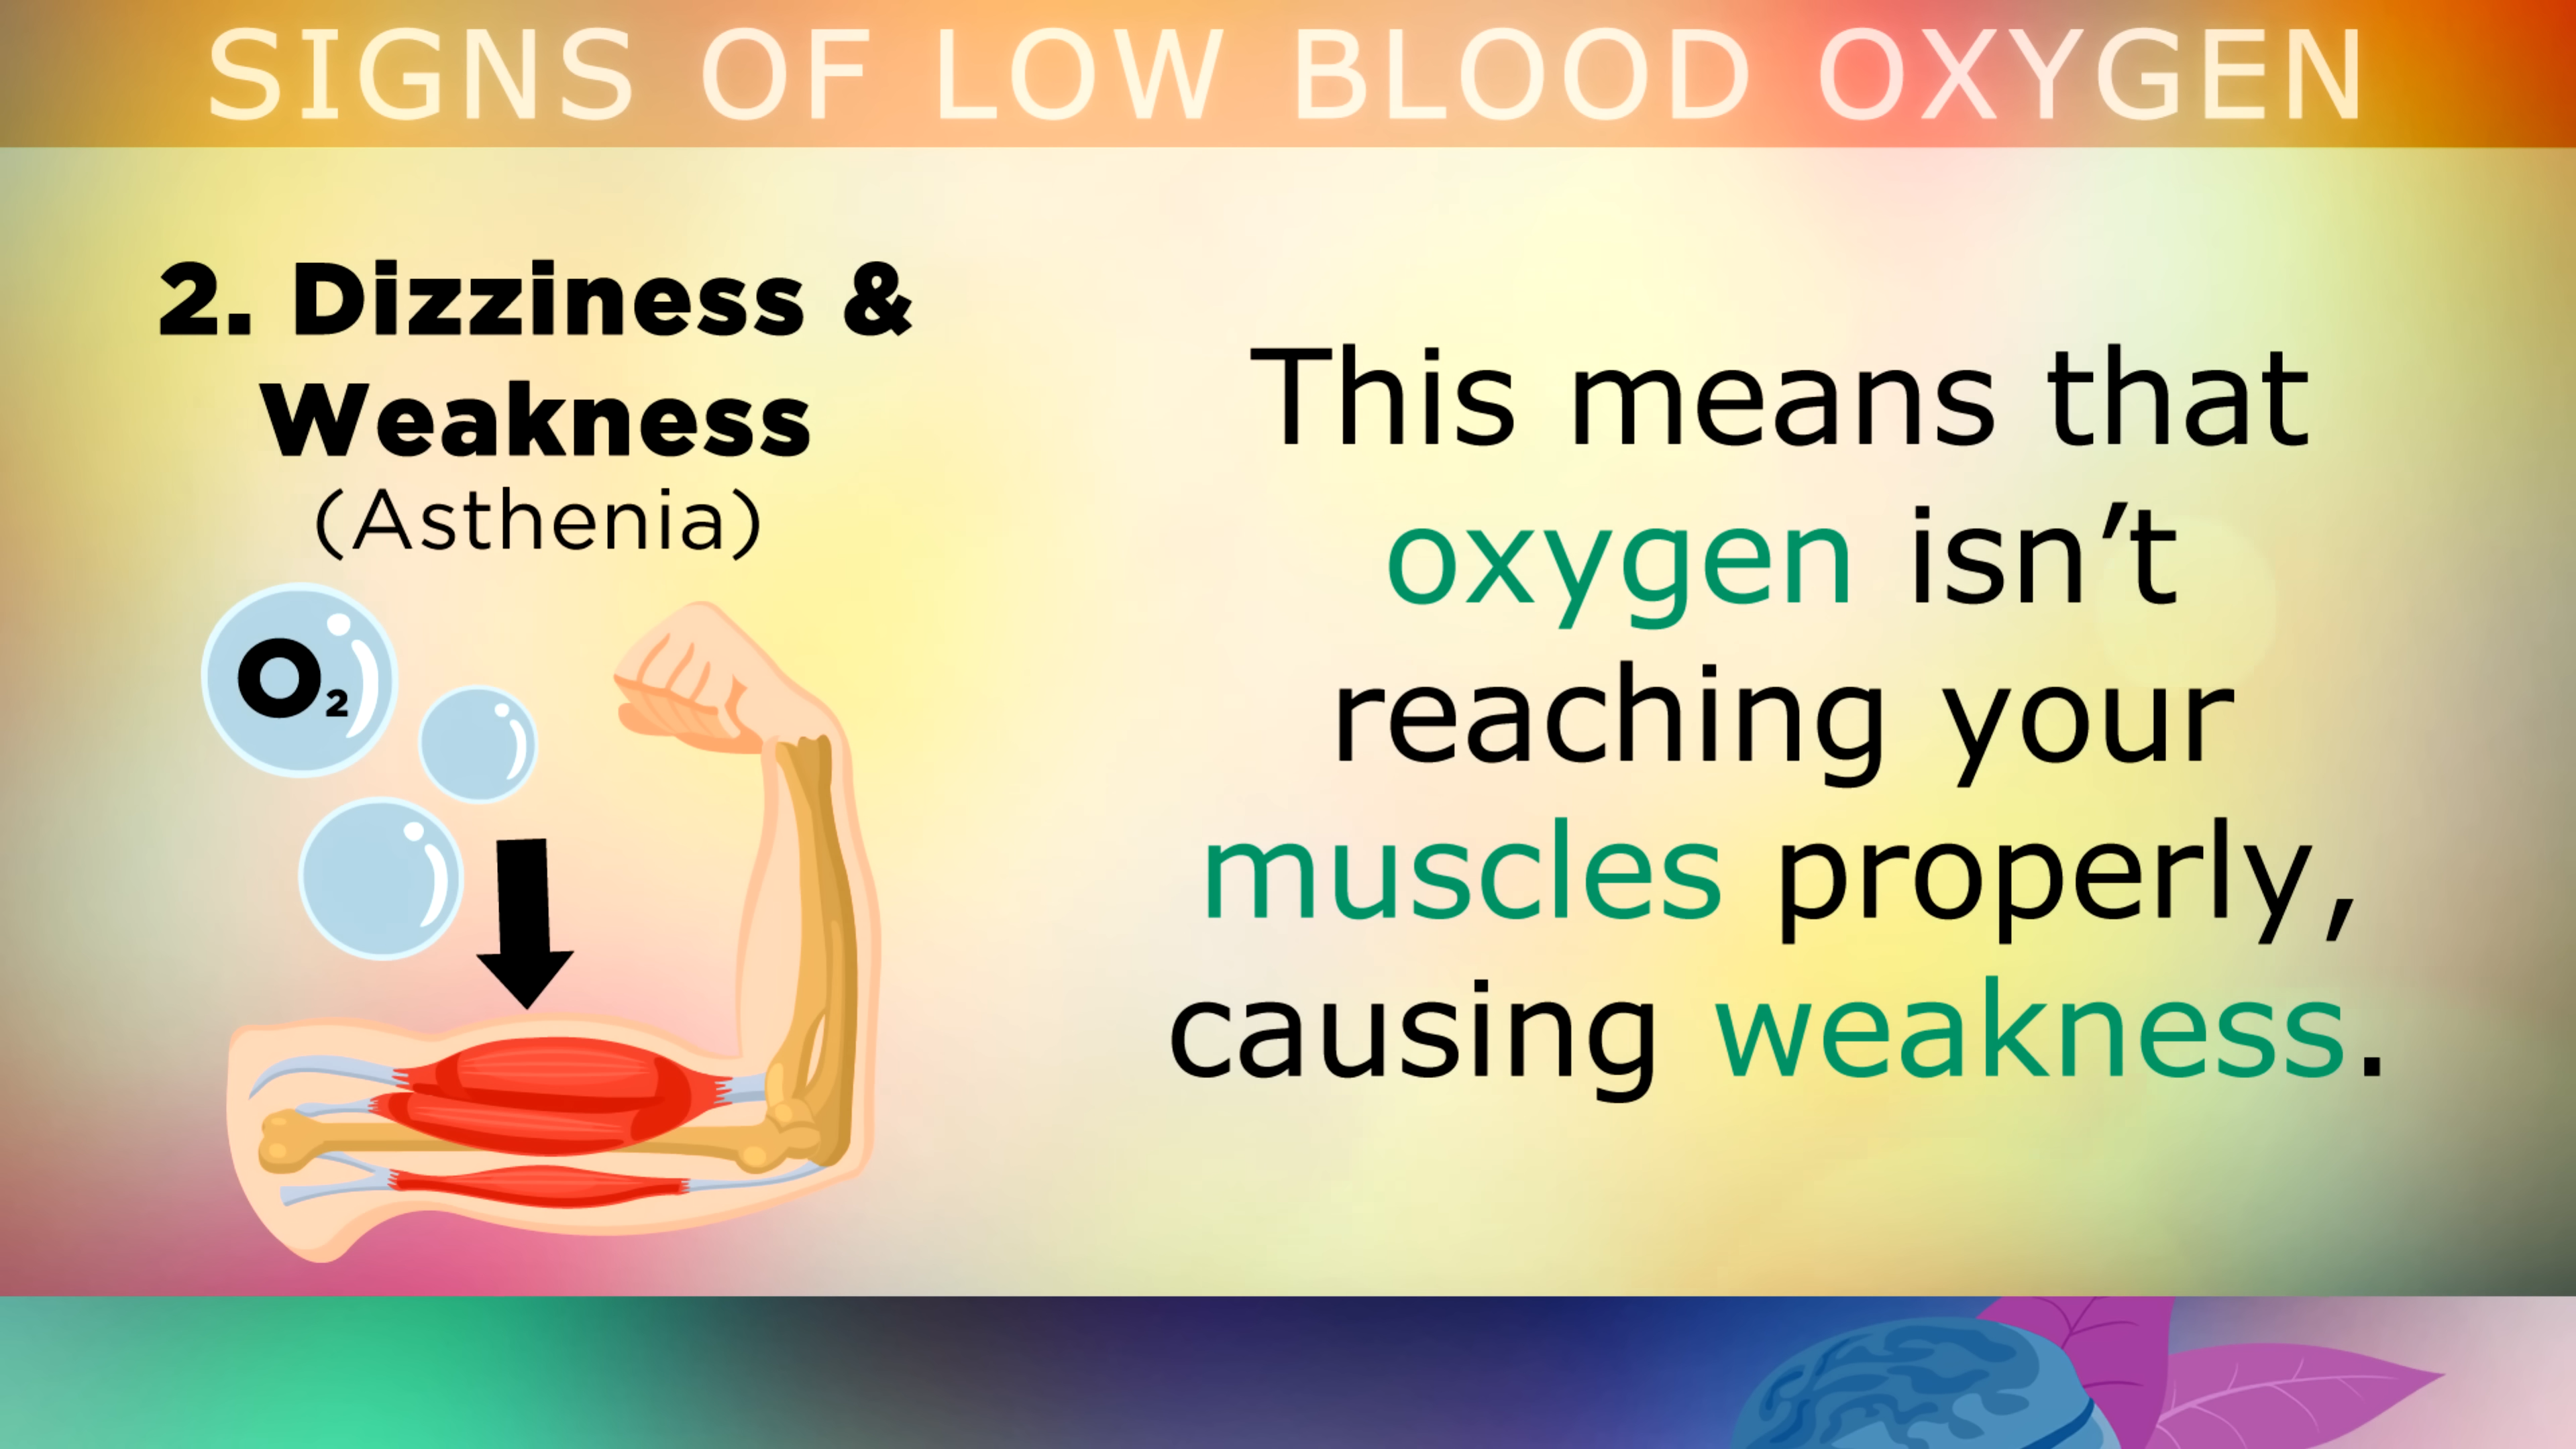 SIGNS OF LOW BLOOD OXYGEN
2. Dizziness &
Weakness
(Asthenia)
O₂
This means that
oxygen isn’t
reaching your
muscles properly,
causing weakness.